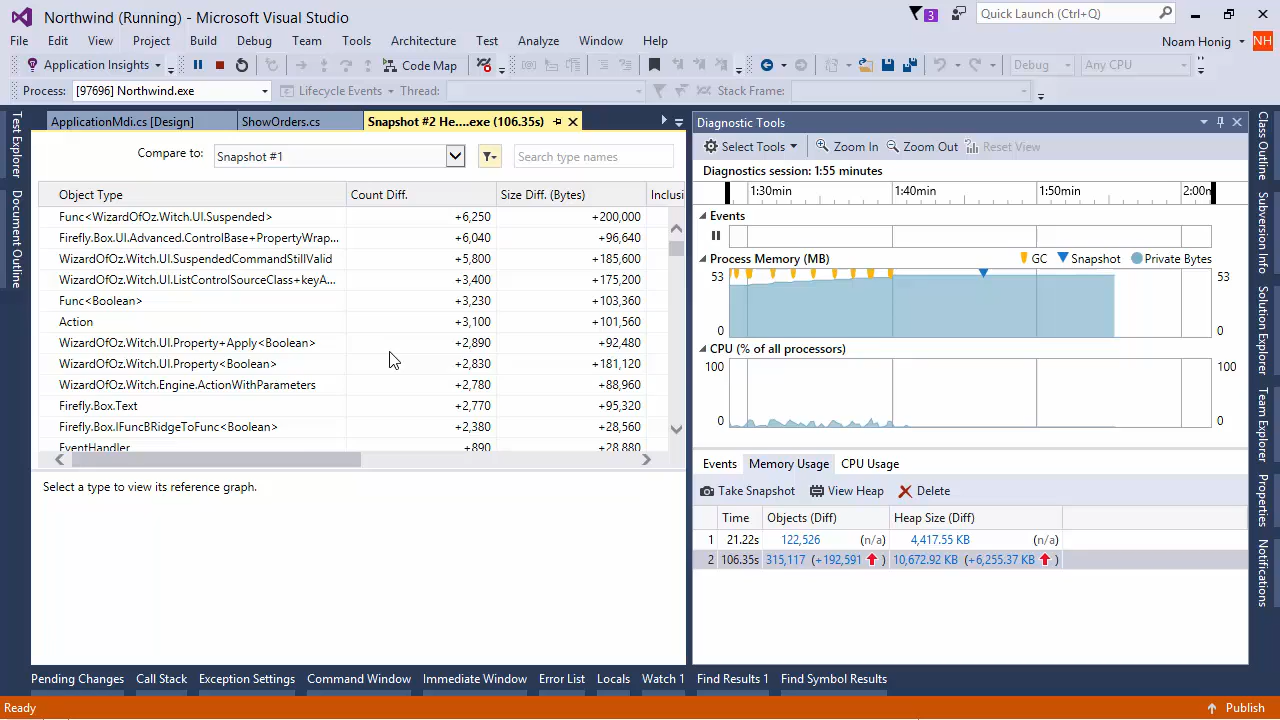 Northwind (Running) - Microsoft Visual Studio
3
Quick Launch (Ctrl+Q)
File Edit View Project Build Debug Team Tools Architecture Test Analyze Window Help
Noam Honig NH
Application Insights Code Map Debug Any CPU
Process: [97696] Northwind.exe Lifecycle Events Thread: Stack Frame:
ApplicationMdi.cs [Design] ShowOrders.cs Snapshot #2 He....exe (106.35s)
Test Explorer
Document Outline
Compare to: Snapshot #1 Search type names
Object Type Count Diff. Size Diff. (Bytes) Inclusi
Func<WizardOfOz.Witch.UI.Suspended> +6,250 +200,000
Firefly.Box.UI.Advanced.ControlBase+PropertyWrap... +6,040 +96,640
WizardOfOz.Witch.UI.SuspendedCommandStillValid +5,800 +185,600
WizardOfOz.Witch.UI.ListControlSourceClass+keyA... +3,400 +175,200
Func<Boolean> +3,230 +103,360
Action +3,100 +101,560
WizardOfOz.Witch.UI.Property+Apply<Boolean> +2,890 +92,480
WizardOfOz.Witch.UI.Property<Boolean> +2,830 +181,120
WizardOfOz.Witch.Engine.ActionWithParameters +2,780 +88,960
Firefly.Box.Text +2,770 +95,320
Firefly.Box.IFuncBRidgeToFunc<Boolean> +2,380 +28,560
EventHandler +890 +28,880
Select a type to view its reference graph.
Diagnostic Tools
Select Tools Zoom In Zoom Out Reset View
Diagnostics session: 1:55 minutes
1:30min 1:40min 1:50min 2:00n
Events
Process Memory (MB) GC Snapshot Private Bytes
53 53
0 0
CPU (% of all processors)
100 100
0 0
Events Memory Usage CPU Usage
Take Snapshot View Heap Delete
Time Objects (Diff) Heap Size (Diff)
1 21.22s 122,526 (n/a) 4,417.55 KB (n/a)
2 106.35s 315,117 (+192,591 ) 10,672.92 KB (+6,255.37 KB )
Class Outline
Subversion Info
Solution Explorer
Team Explorer
Properties
Notifications
Pending Changes Call Stack Exception Settings Command Window Immediate Window Error List Locals Watch 1 Find Results 1 Find Symbol Results
Ready Publish